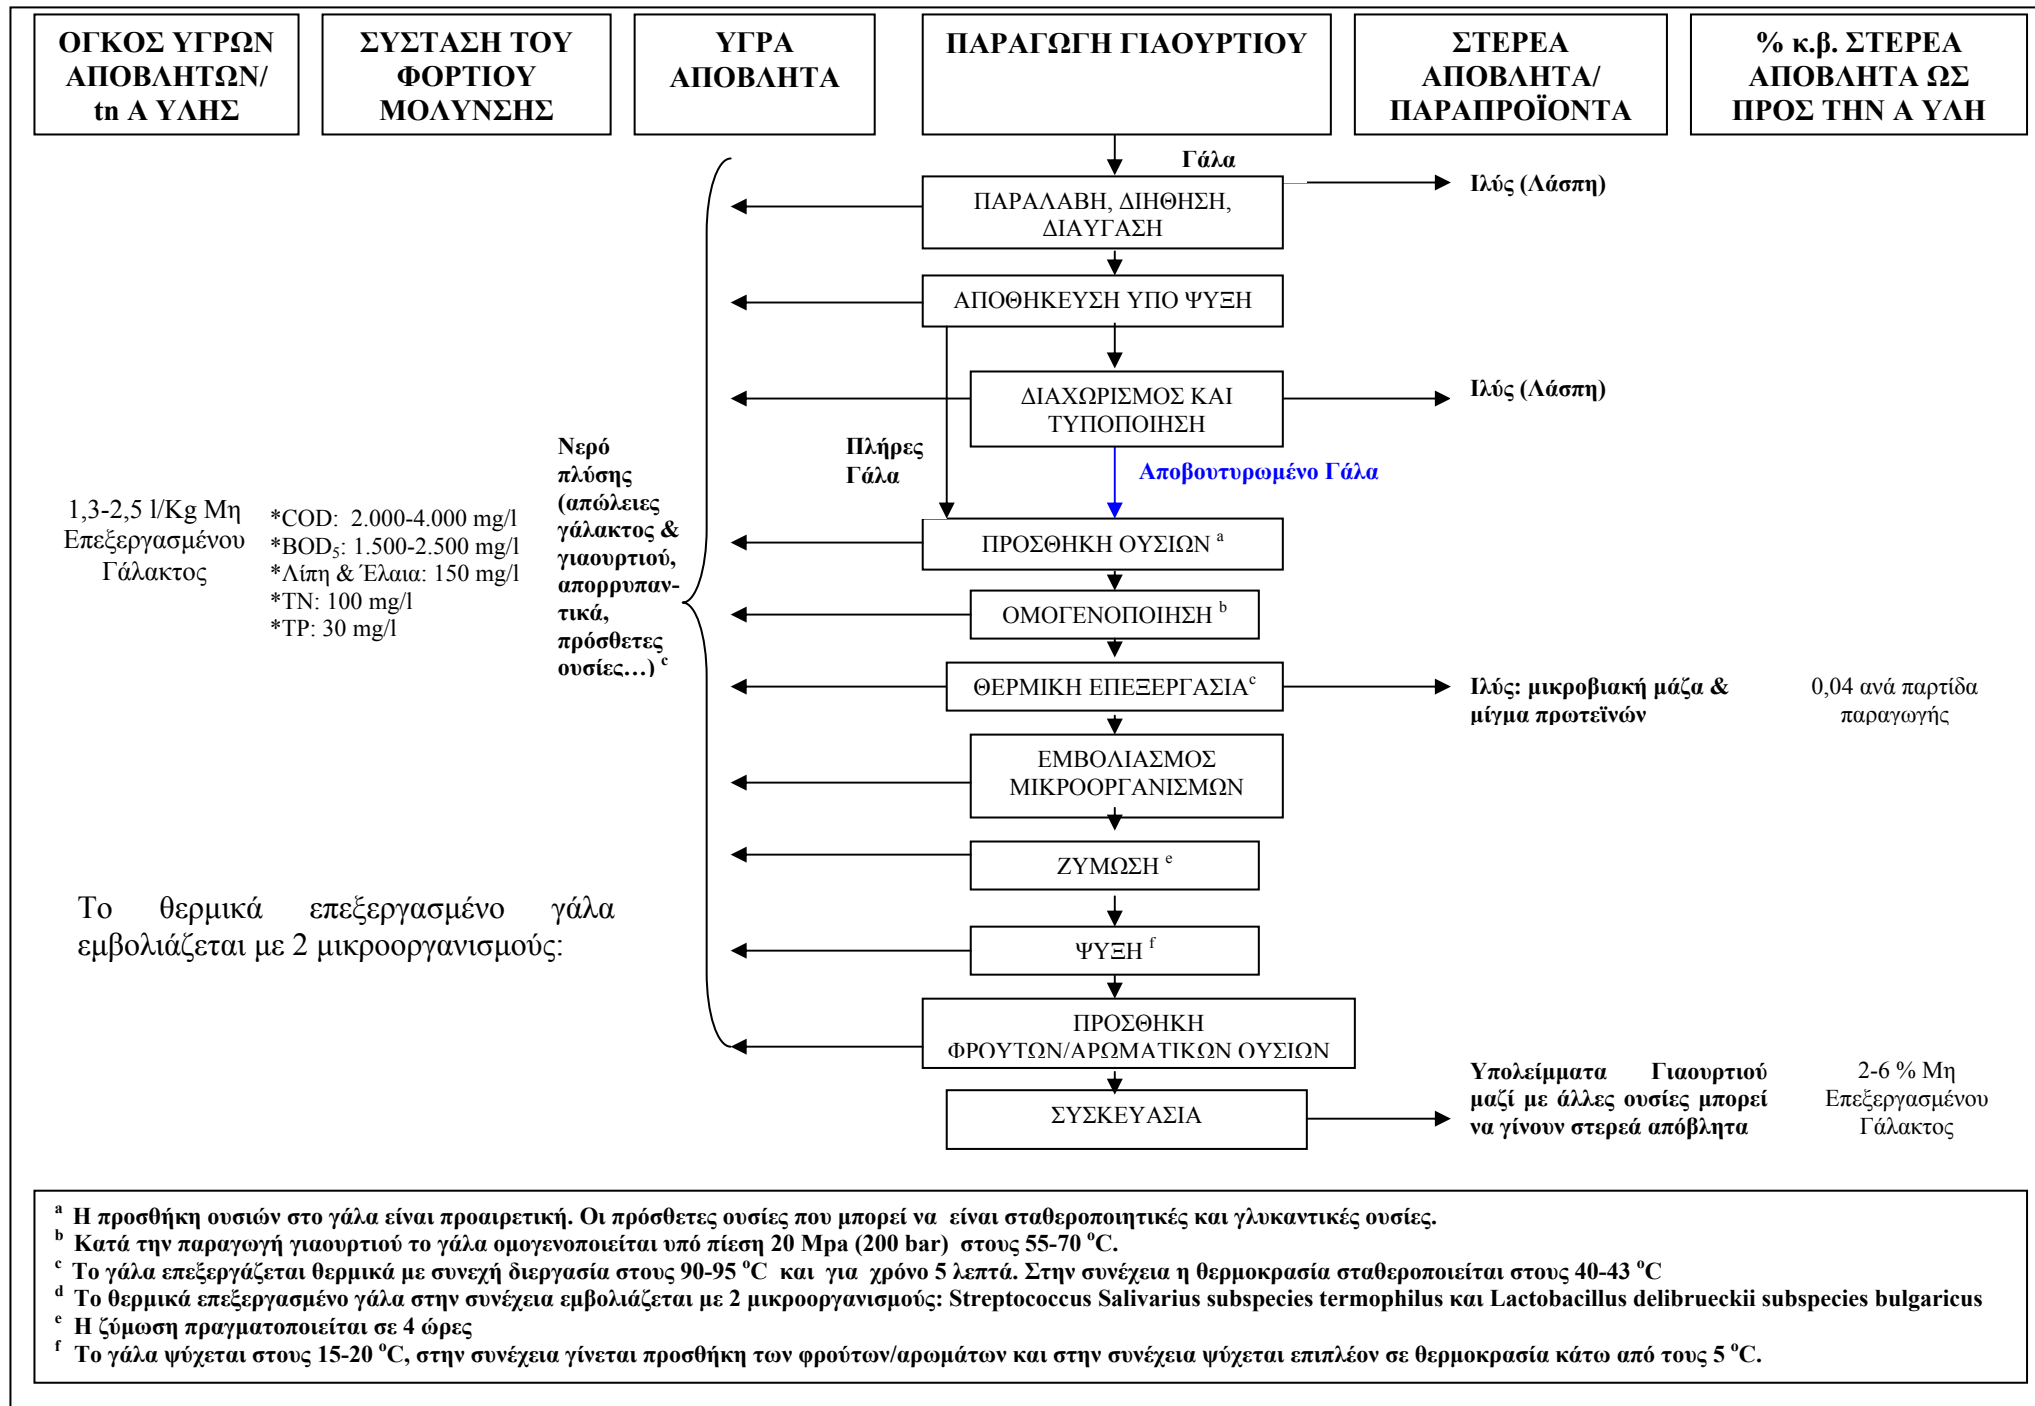 ΟΓΚΟΣ ΥΓΡΩΝ
ΑΠΟΒΛΗΤΩΝ/
tn Α ΥΛΗΣ
ΣΥΣΤΑΣΗ ΤΟΥ
ΦΟΡΤΙΟΥ
ΜΟΛΥΝΣΗΣ
ΥΓΡΑ
ΑΠΟΒΛΗΤΑ
ΠΑΡΑΓΩΓΗ ΓΙΑΟΥΡΤΙΟΥ
ΣΤΕΡΕΑ
ΑΠΟΒΛΗΤΑ/
ΠΑΡΑΠΡΟΪΟΝΤΑ
% κ.β. ΣΤΕΡΕΑ
ΑΠΟΒΛΗΤΑ ΩΣ
ΠΡΟΣ ΤΗΝ Α ΥΛΗ
Γάλα
ΠΑΡΑΛΑΒΗ, ΔΙΗΘΗΣΗ,
ΔΙΑΥΓΑΣΗ
Ιλύς (Λάσπη)
ΑΠΟΘΗΚΕΥΣΗ ΥΠΟ ΨΥΞΗ
ΔΙΑΧΩΡΙΣΜΟΣ ΚΑΙ
ΤΥΠΟΠΟΙΗΣΗ
Ιλύς (Λάσπη)
Πλήρες
Γάλα
Αποβουτυρωμένο Γάλα
1,3-2,5 l/Kg Μη
Επεξεργασμένου
Γάλακτος
*COD: 2.000-4.000 mg/l
*BOD₅: 1.500-2.500 mg/l
*Λίπη & Έλαια: 150 mg/l
*TN: 100 mg/l
*TP: 30 mg/l
Νερό
πλύσης
(απώλειες
γάλακτος &
γιαουρτιού,
απορρυπαν-
τικά,
πρόσθετες
ουσίες…) ᶜ
ΠΡΟΣΘΗΚΗ ΟΥΣΙΩΝ ᵃ
ΟΜΟΓΕΝΟΠΟΙΗΣΗ ᵇ
ΘΕΡΜΙΚΗ ΕΠΕΞΕΡΓΑΣΙΑᶜ
Ιλύς: μικροβιακή μάζα &
μίγμα πρωτεϊνών
0,04 ανά παρτίδα
παραγωγής
ΕΜΒΟΛΙΑΣΜΟΣ
ΜΙΚΡΟΟΡΓΑΝΙΣΜΩΝ
ΖΥΜΩΣΗ ᵉ
Το θερμικά επεξεργασμένο γάλα
εμβολιάζεται με 2 μικροοργανισμούς:
ΨΥΞΗ ᶠ
ΠΡΟΣΘΗΚΗ
ΦΡΟΥΤΩΝ/ΑΡΩΜΑΤΙΚΩΝ ΟΥΣΙΩΝ
ΣΥΣΚΕΥΑΣΙΑ
Υπολείμματα Γιαουρτιού
μαζί με άλλες ουσίες μπορεί
να γίνουν στερεά απόβλητα
2-6 % Μη
Επεξεργασμένου
Γάλακτος
ᵃ Η προσθήκη ουσιών στο γάλα είναι προαιρετική. Οι πρόσθετες ουσίες που μπορεί να είναι σταθεροποιητικές και γλυκαντικές ουσίες.
ᵇ Κατά την παραγωγή γιαουρτιού το γάλα ομογενοποιείται υπό πίεση 20 Mpa (200 bar) στους 55-70 ᵒC.
ᶜ Το γάλα επεξεργάζεται θερμικά με συνεχή διεργασία στους 90-95 ᵒC και για χρόνο 5 λεπτά. Στην συνέχεια η θερμοκρασία σταθεροποιείται στους 40-43 ᵒC
ᵈ Το θερμικά επεξεργασμένο γάλα στην συνέχεια εμβολιάζεται με 2 μικροοργανισμούς: Streptococcus Salivarius subspecies termophilus και Lactobacillus delibrueckii subspecies bulgaricus
ᵉ Η ζύμωση πραγματοποιείται σε 4 ώρες
ᶠ Το γάλα ψύχεται στους 15-20 ᵒC, στην συνέχεια γίνεται προσθήκη των φρούτων/αρωμάτων και στην συνέχεια ψύχεται επιπλέον σε θερμοκρασία κάτω από τους 5 ᵒC.